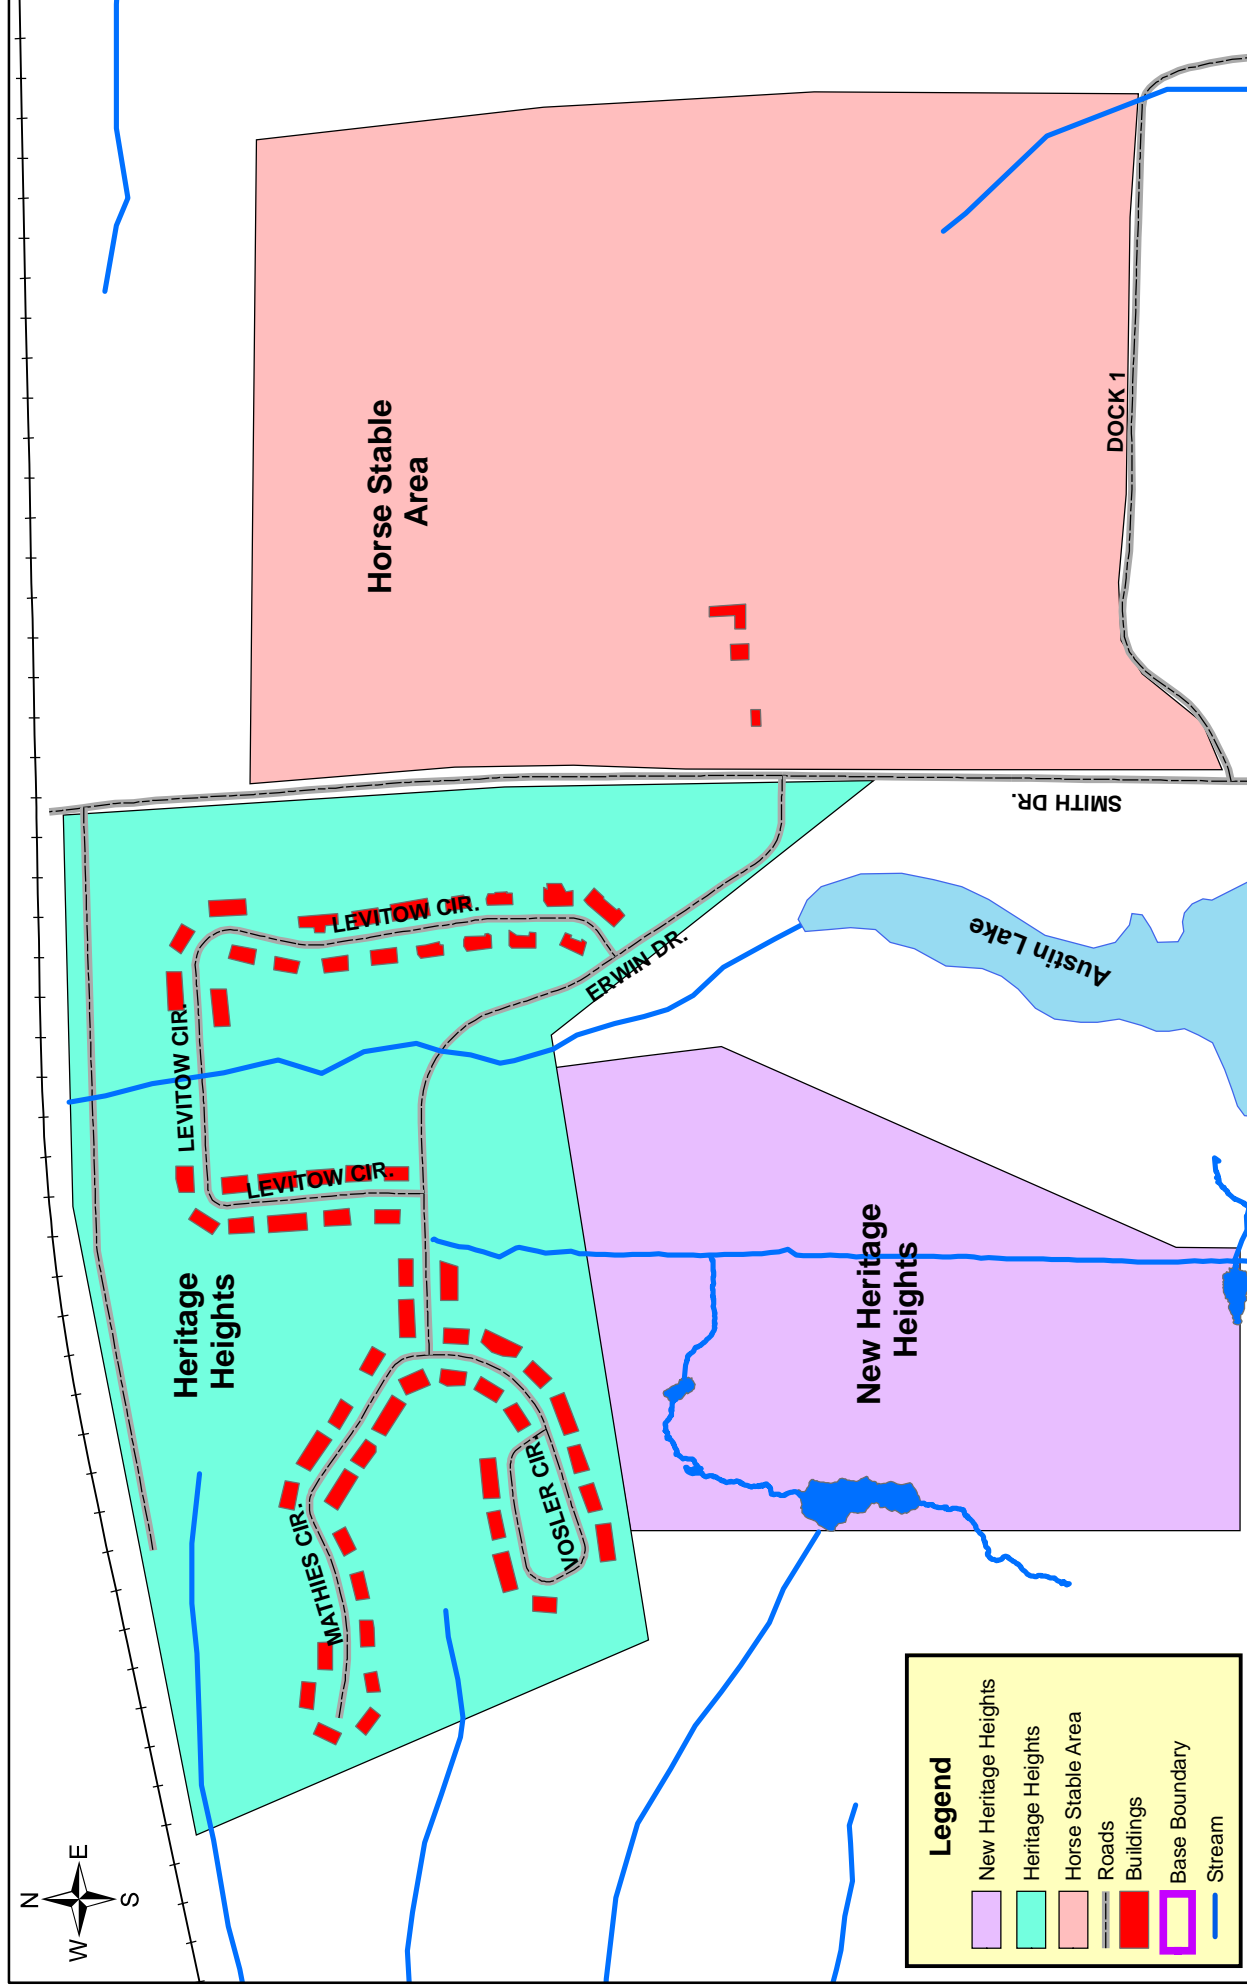 N
W
E
S
Heritage
Heights
MATHIES CIR.
VOSLER CIR.
LEVITOW CIR.
LEVITOW CIR.
LEVITOW CIR.
ERWIN DR.
Horse Stable
Area
New Heritage
Heights
Austin Lake
SMITH DR.
DOCK 1
Legend
New Heritage Heights
Heritage Heights
Horse Stable Area
Roads
Buildings
Base Boundary
Stream